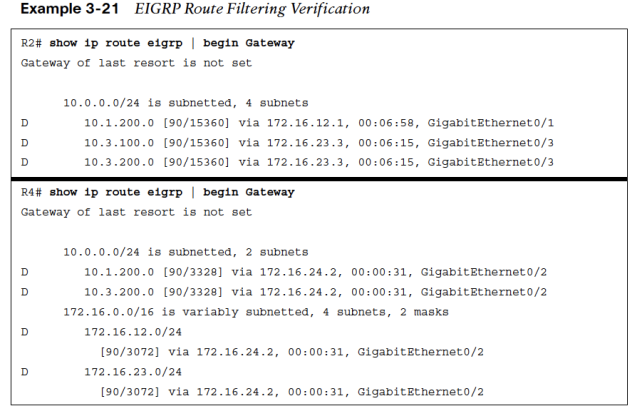 Example 3-21 EIGRP Route Filtering Verification
R2# show ip route eigrp | begin Gateway
Gateway of last resort is not set
10.0.0.0/24 is subnetted, 4 subnets
D 10.1.200.0 [90/15360] via 172.16.12.1, 00:06:58, GigabitEthernet0/1
D 10.3.100.0 [90/15360] via 172.16.23.3, 00:06:15, GigabitEthernet0/3
D 10.3.200.0 [90/15360] via 172.16.23.3, 00:06:15, GigabitEthernet0/3
R4# show ip route eigrp | begin Gateway
Gateway of last resort is not set
10.0.0.0/24 is subnetted, 2 subnets
D 10.1.200.0 [90/3328] via 172.16.24.2, 00:00:31, GigabitEthernet0/2
D 10.3.200.0 [90/3328] via 172.16.24.2, 00:00:31, GigabitEthernet0/2
172.16.0.0/16 is variably subnetted, 4 subnets, 2 masks
D 172.16.12.0/24
[90/3072] via 172.16.24.2, 00:00:31, GigabitEthernet0/2
D 172.16.23.0/24
[90/3072] via 172.16.24.2, 00:00:31, GigabitEthernet0/2